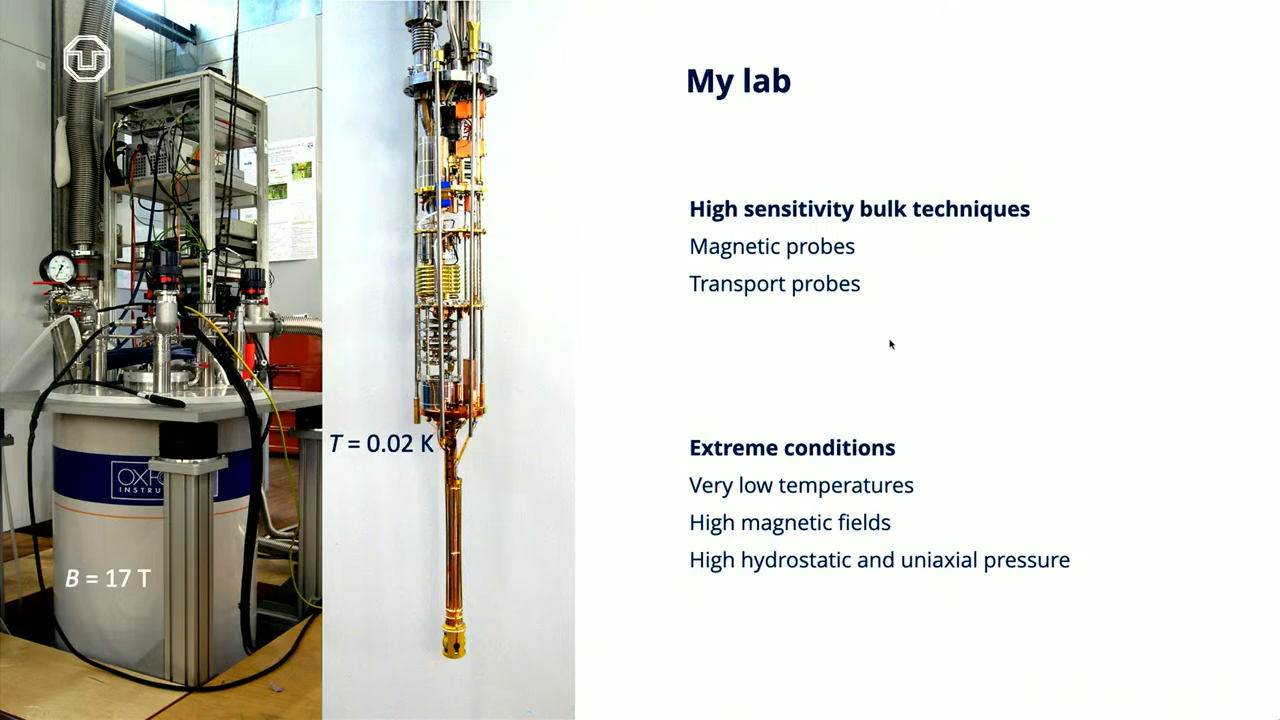 My lab
High sensitivity bulk techniques
Magnetic probes
Transport probes
T = 0.02 K
Extreme conditions
Very low temperatures
High magnetic fields
High hydrostatic and uniaxial pressure
B = 17 T